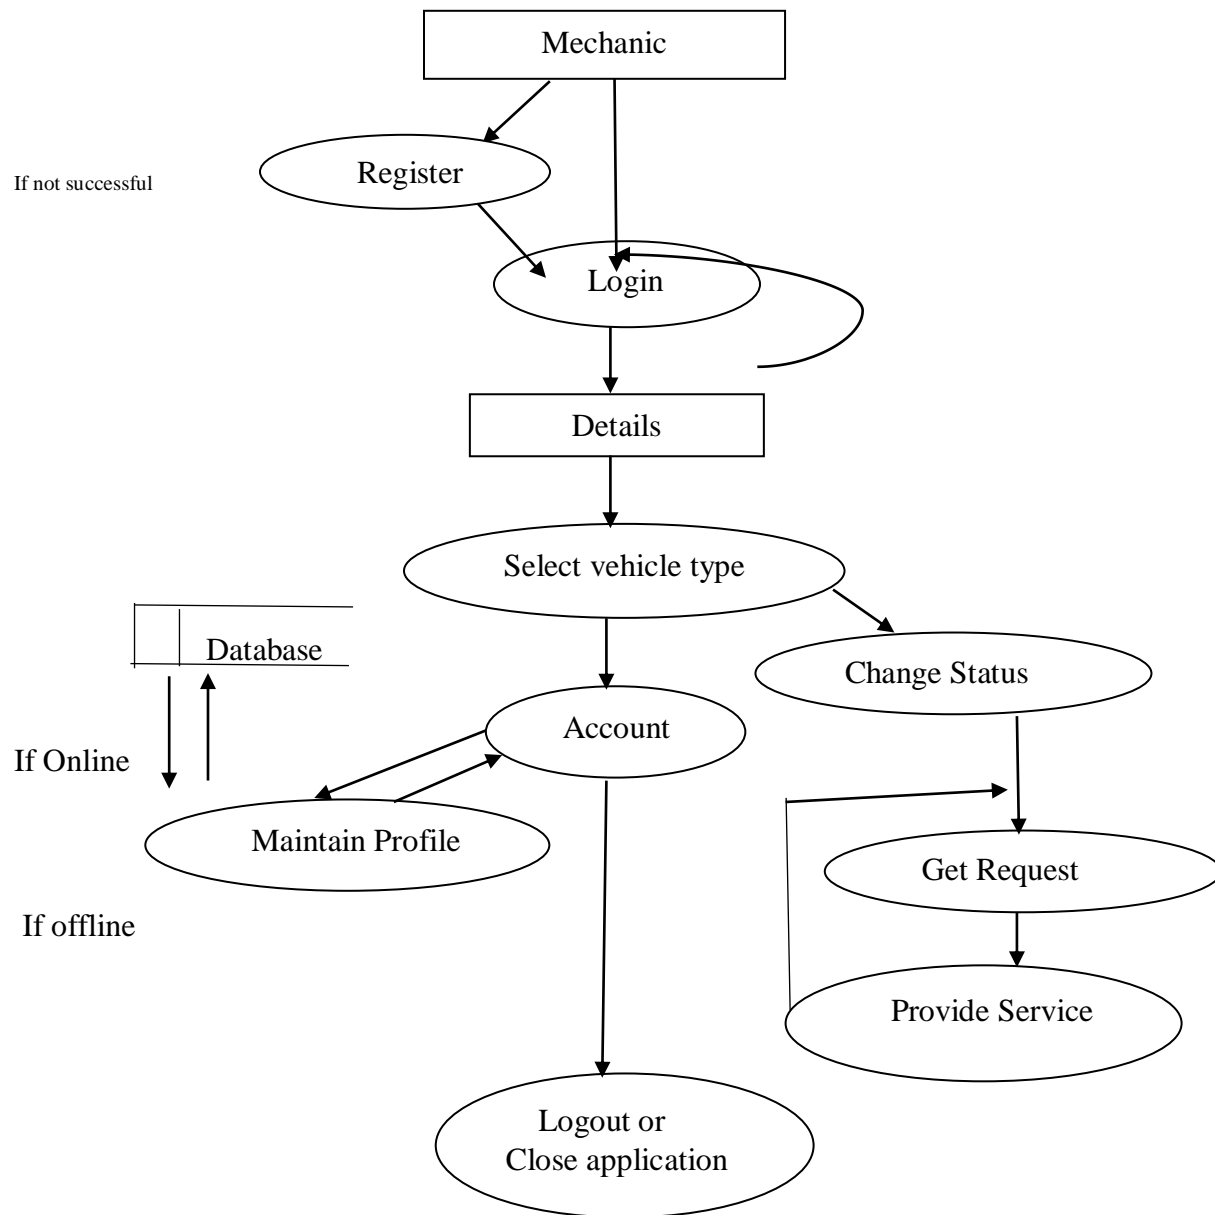 Mechanic
Register
If not successful
Login
Details
Select vehicle type
Database
Change Status
Account
If Online
Maintain Profile
Get Request
If offline
Provide Service
Logout or
Close application